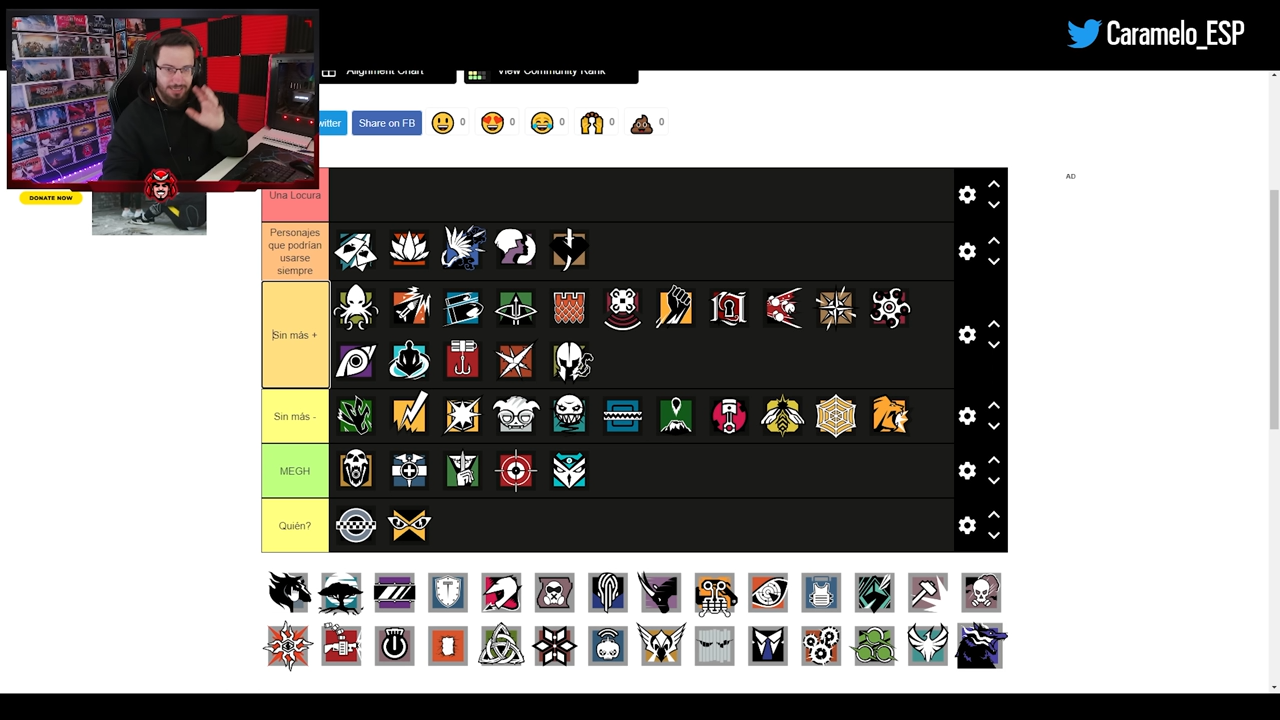 Caramelo_ESP
Alignment Chart
View Community Rank
witter
Share on FB
0
0
0
0
0
DONATE NOW
AD
Una Locura
Personajes
que podrían
usarse
siempre
Sin más +
Sin más -
MEGH
Quién?